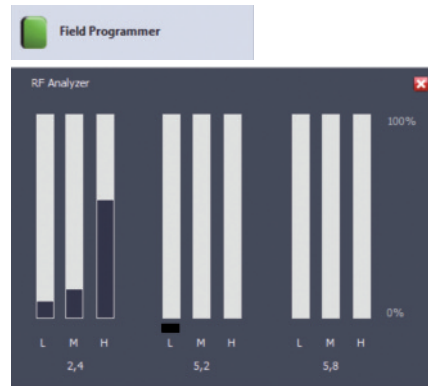 Field Programmer
RF Analyzer
100%
0%
L M H L M H L M H
2,4 5,2 5,8